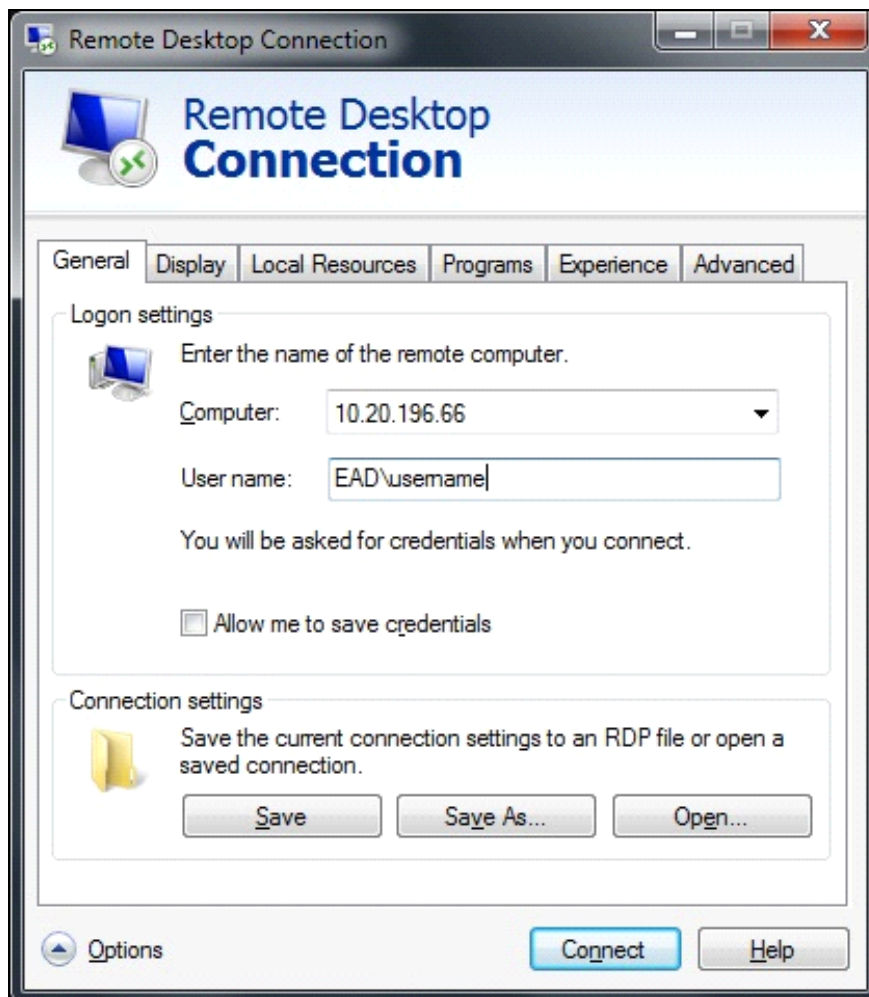 Remote Desktop Connection
Remote Desktop
Connection
General Display Local Resources Programs Experience Advanced
Logon settings
Enter the name of the remote computer.
Computer: 10.20.196.66
User name: EAD\username
You will be asked for credentials when you connect.
Allow me to save credentials
Connection settings
Save the current connection settings to an RDP file or open a
saved connection.
Save Save As... Open...
Options Connect Help